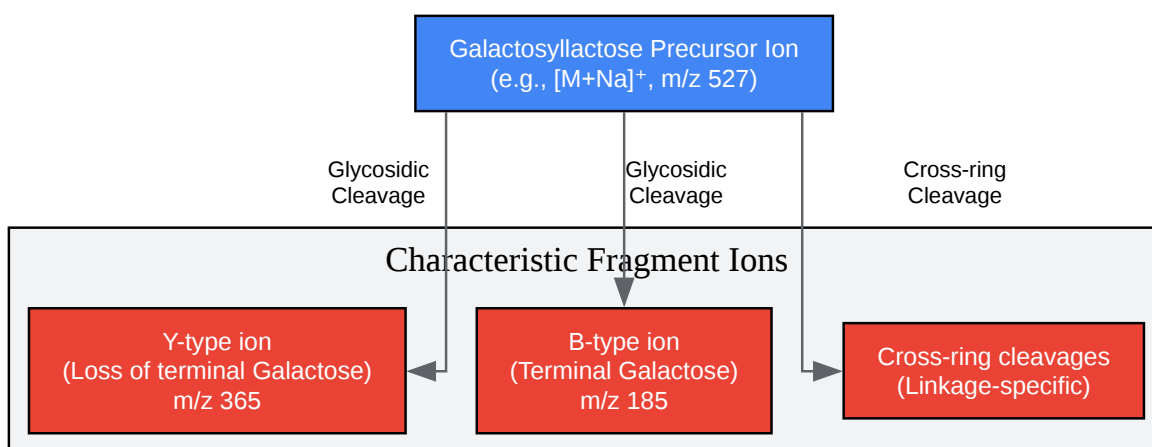 Galactosyllactose Precursor Ion
(e.g., [M+Na]⁺, m/z 527)
Glycosidic
Cleavage
Glycosidic
Cleavage
Cross-ring
Cleavage
Characteristic Fragment Ions
Y-type ion
(Loss of terminal Galactose)
m/z 365
B-type ion
(Terminal Galactose)
m/z 185
Cross-ring cleavages
(Linkage-specific)